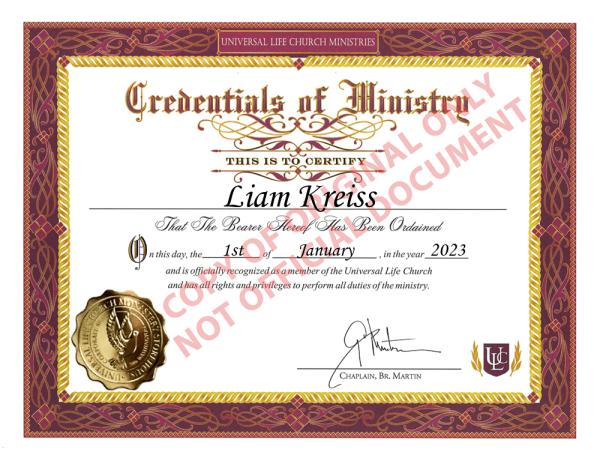 UNIVERSAL LIFE CHURCH MINISTRIES
Credentials of Ministry
THIS IS TO CERTIFY
Liam Kreiss
That The Bearer Hereof Has Been Ordained
On this day, the 1st of January, in the year 2023
and is officially recognized as a member of the Universal Life Church
and has all rights and privileges to perform all duties of the ministry.
COPY OF ORIGINAL ONLY
NOT OFFICIAL DOCUMENT
CHAPLAIN, BR. MARTIN
ULC